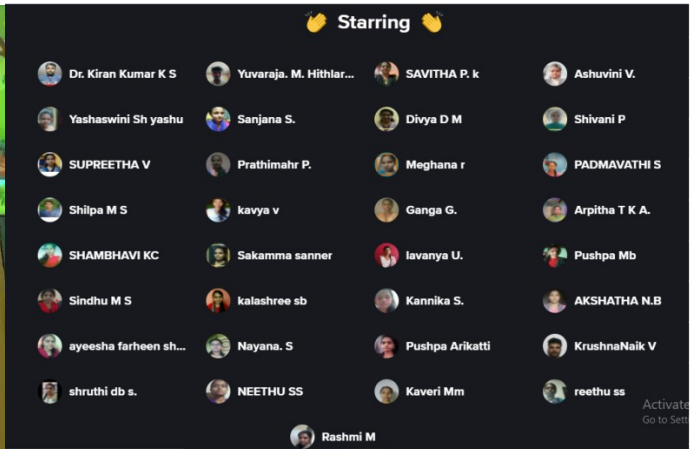 Starring
Dr. Kiran Kumar K S
Yuvaraja. M. Hithlar...
SAVITHA P. k
Ashuvini V.
Yashaswini Sh yashu
Sanjana S.
Divya D M
Shivani P
SUPREETHA V
Prathimahr P.
Meghana r
PADMAVATHI S
Shilpa M S
kavya v
Ganga G.
Arpitha T K A.
SHAMBHAVI KC
Sakamma sanner
lavanya U.
Pushpa Mb
Sindhu M S
kalashree sb
Kannika S.
AKSHATHA N.B
ayeesha farheen sh...
Nayana. S
Pushpa Arikatti
KrushnaNaik V
shruthi db s.
NEETHU SS
Kaveri Mm
reethu ss
Activate
Go to Sett
Rashmi M